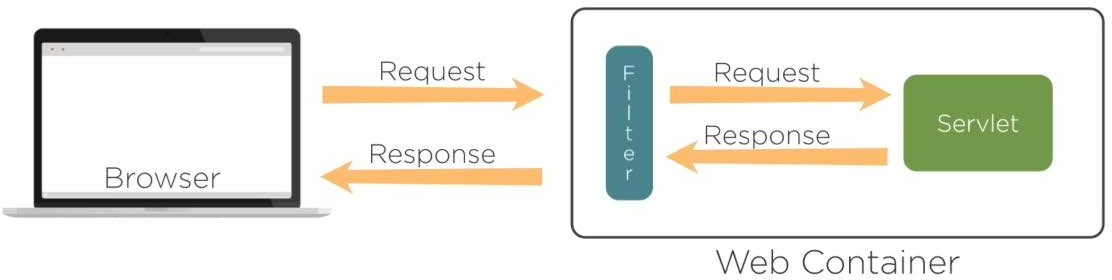 Request
Response
Browser
Filter
Request
Response
Servlet
Web Container